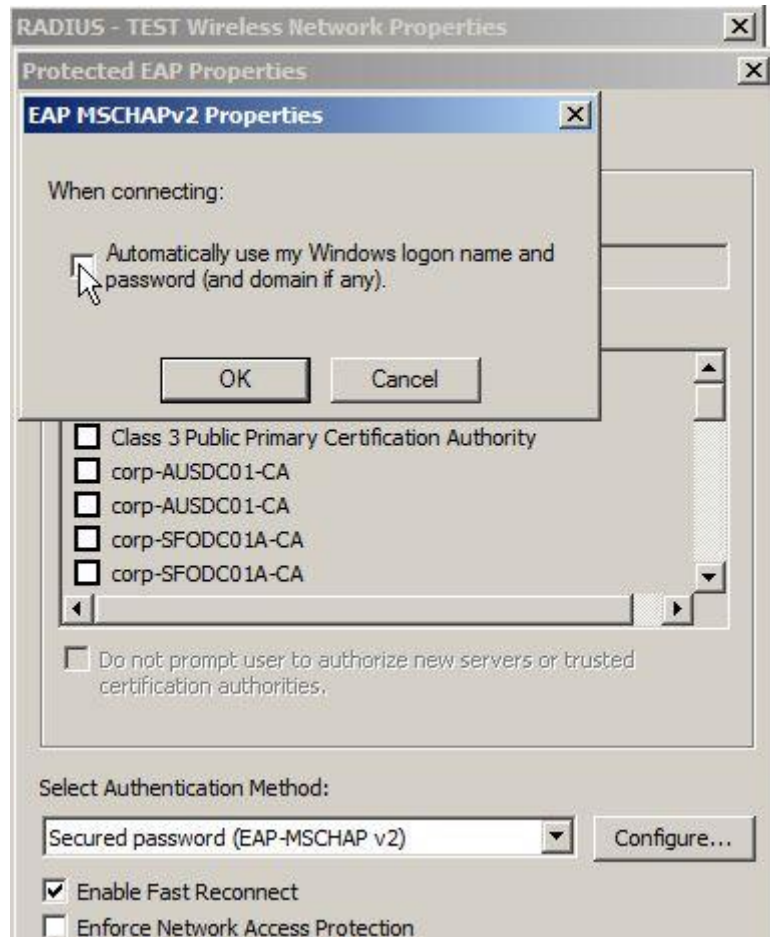 RADIUS - TEST Wireless Network Properties
Protected EAP Properties
EAP MSCHAPv2 Properties
When connecting:
Automatically use my Windows logon name and
password (and domain if any).
OK
Cancel
Class 3 Public Primary Certification Authority
corp-AUSDC01-CA
corp-AUSDC01-CA
corp-SFODC01A-CA
corp-SFODC01A-CA
Do not prompt user to authorize new servers or trusted
certification authorities.
Select Authentication Method:
Secured password (EAP-MSCHAP v2)
Configure...
Enable Fast Reconnect
Enforce Network Access Protection